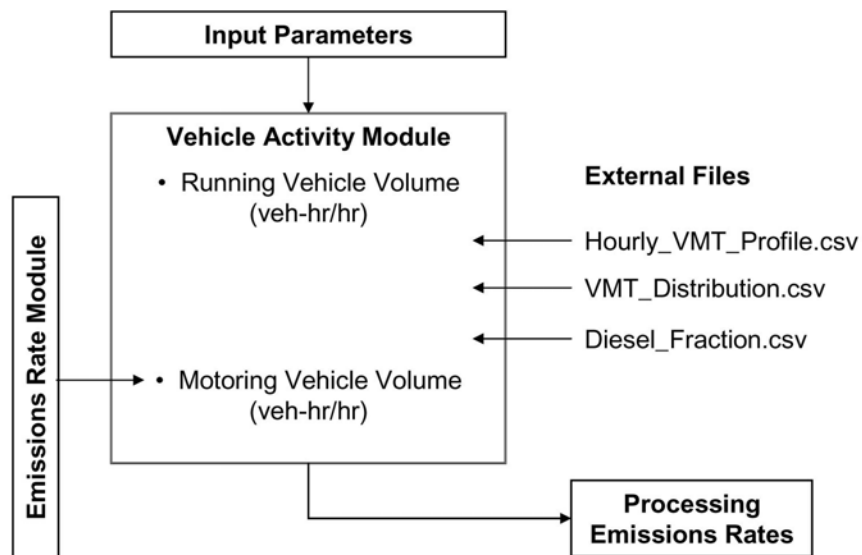 Input Parameters
Vehicle Activity Module
• Running Vehicle Volume
(veh-hr/hr)
External Files
Hourly_VMT_Profile.csv
VMT_Distribution.csv
Diesel_Fraction.csv
Emissions Rate Module
• Motoring Vehicle Volume
(veh-hr/hr)
Processing
Emissions Rates